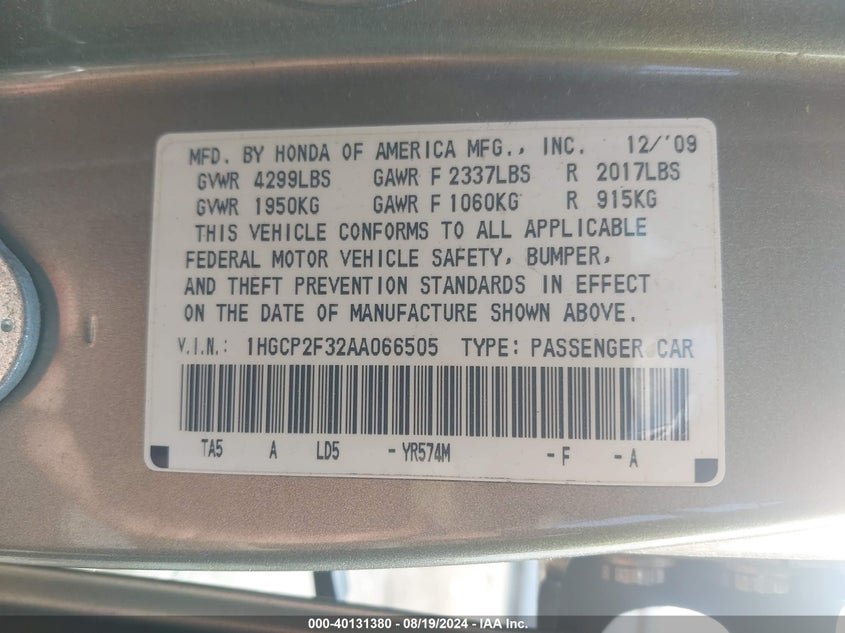 MFD. BY HONDA OF AMERICA MFG., INC. 12/'09
GVWR 4299LBS GAWR F 2337LBS R 2017LBS
GVWR 1950KG GAWR F 1060KG R 915KG
THIS VEHICLE CONFORMS TO ALL APPLICABLE
FEDERAL MOTOR VEHICLE SAFETY, BUMPER,
AND THEFT PREVENTION STANDARDS IN EFFECT
ON THE DATE OF MANUFACTURE SHOWN ABOVE.
V.I.N.: 1HGCP2F32AA066505 TYPE: PASSENGER CAR
TA5 A LD5 - YR574M - F - A
000-40131380 - 08/19/2024 - IAA Inc.